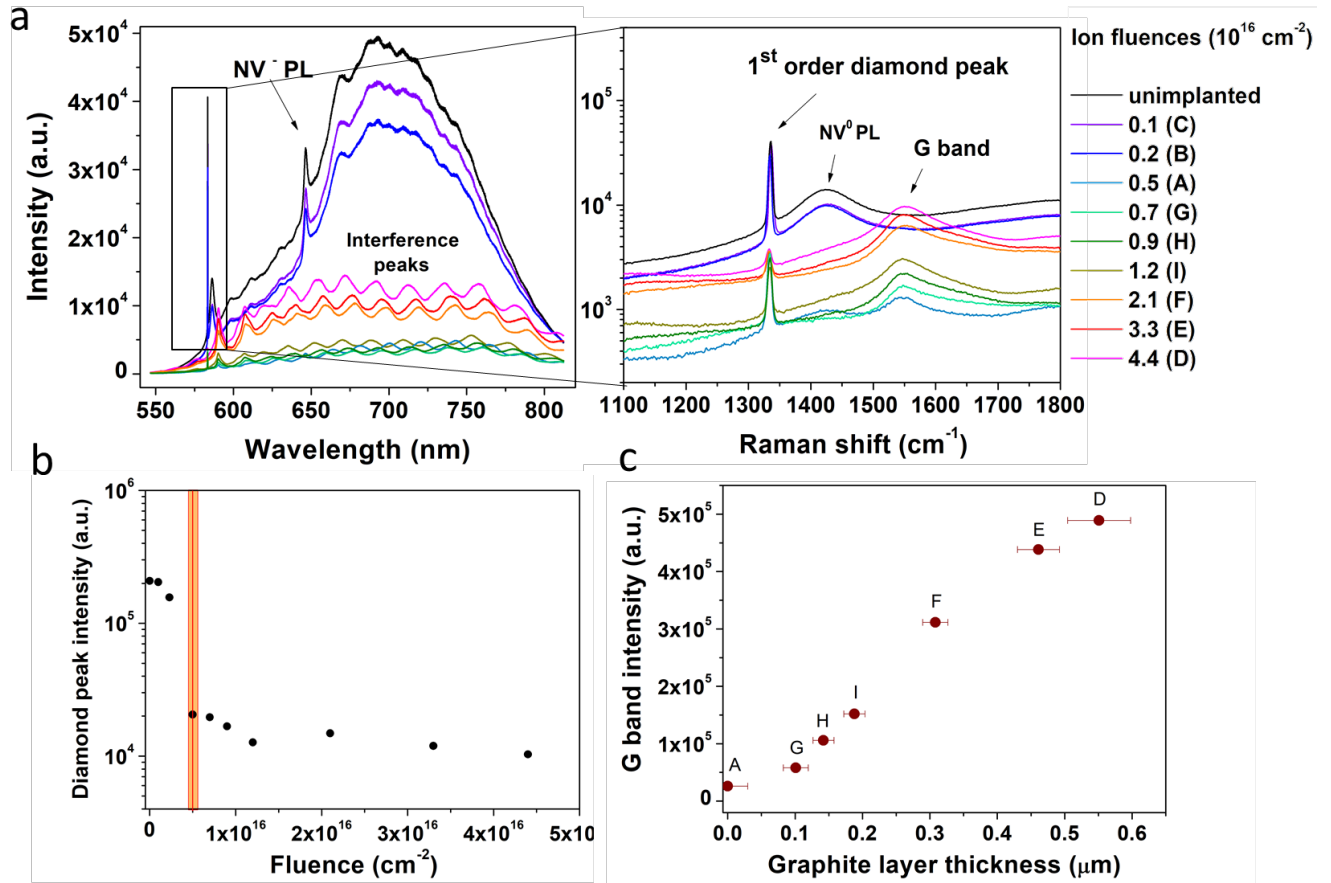 a
5x10⁴
4x10⁴
3x10⁴
2x10⁴
1x10⁴
0
Intensity (a.u.)
NV⁻ PL
Interference
peaks
550 600 650 700 750 800
Wavelength (nm)
10⁵
10⁴
10³
1ˢᵗ order diamond peak
NV⁰ PL
G band
1100 1200 1300 1400 1500 1600 1700 1800
Raman shift (cm⁻¹)
Ion fluences (10¹⁶ cm⁻²)
unimplanted
0.1 (C)
0.2 (B)
0.5 (A)
0.7 (G)
0.9 (H)
1.2 (I)
2.1 (F)
3.3 (E)
4.4 (D)
b
10⁶
10⁵
10⁴
Diamond peak intensity (a.u.)
0 1x10¹⁶ 2x10¹⁶ 3x10¹⁶ 4x10¹⁶ 5x10
Fluence (cm⁻²)
c
5x10⁵
4x10⁵
3x10⁵
2x10⁵
1x10⁵
0
G band intensity (a.u.)
A
G
H
I
F
E
D
0.0 0.1 0.2 0.3 0.4 0.5 0.6
Graphite layer thickness (μm)